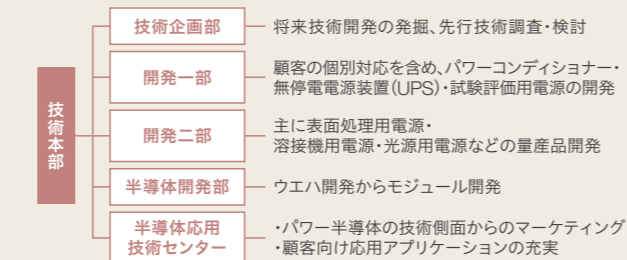 技術本部
技術企画部
将来技術開発の発掘、先行技術調査・検討
開発一部
顧客の個別対応を含め、パワーコンディショナー・
無停電電源装置(UPS)・試験評価用電源の開発
開発二部
主に表面処理用電源・
溶接機用電源・光源用電源などの量産品開発
半導体開発部
ウエハ開発からモジュール開発
半導体応用
技術センター
・パワー半導体の技術側面からのマーケティング
・顧客向け応用アプリケーションの充実